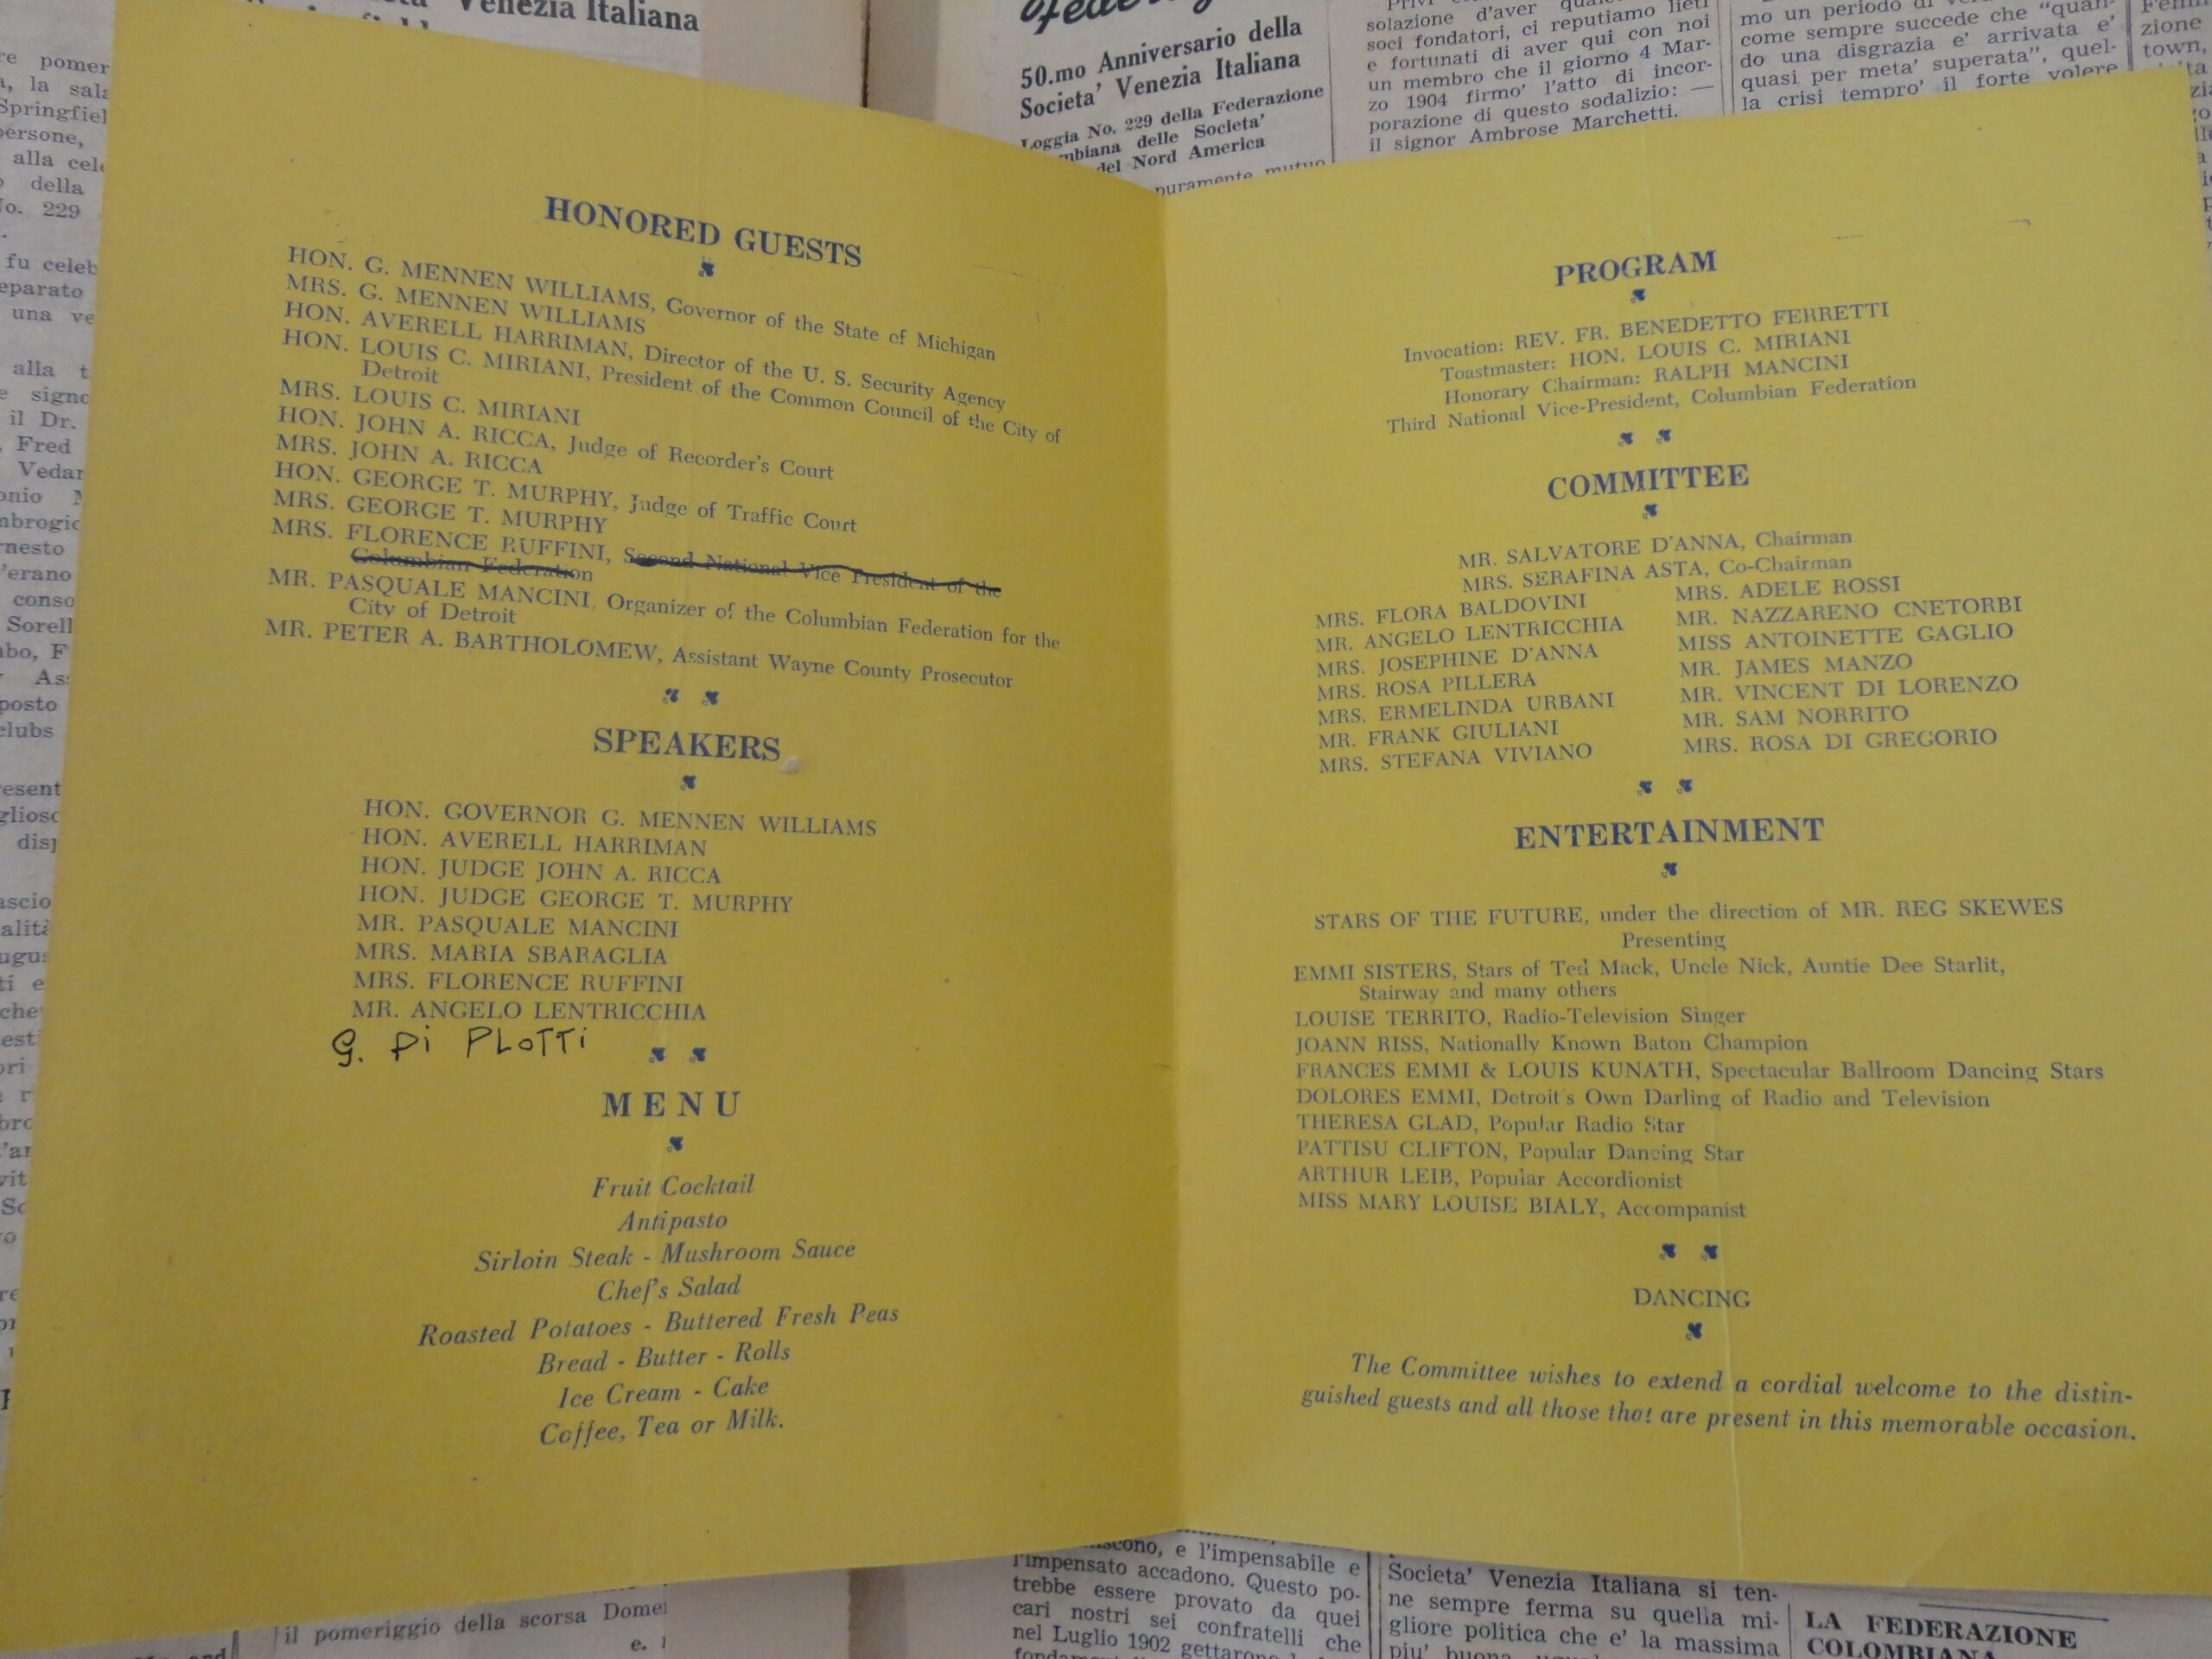 HONORED GUESTS
HON. G. MENNEN WILLIAMS, Governor of the State of Michigan
MRS. G. MENNEN WILLIAMS
HON. AVERELL HARRIMAN, Director of the U. S. Security Agency
HON. LOUIS C. MIRIANI, President of the Common Council of the City of
Detroit
MRS. LOUIS C. MIRIANI
HON. JOHN A. RICCA, Judge of Recorder's Court
MRS. JOHN A. RICCA
HON. GEORGE T. MURPHY, Judge of Traffic Court
MRS. GEORGE T. MURPHY
MRS. FLORENCE RUFFINI, Second National Vice President of the
Columbian Federation
MR. PASQUALE MANCINI, Organizer of the Columbian Federation for the
City of Detroit
MR. PETER A. BARTHOLOMEW, Assistant Wayne County Prosecutor
SPEAKERS
HON. GOVERNOR G. MENNEN WILLIAMS
HON. AVERELL HARRIMAN
HON. JUDGE JOHN A. RICCA
HON. JUDGE GEORGE T. MURPHY
MR. PASQUALE MANCINI
MRS. MARIA SBARAGLIA
MRS. FLORENCE RUFFINI
MR. ANGELO LENTRICCHIA
G. Di PLOTTi
MENU
Fruit Cocktail
Antipasto
Sirloin Steak - Mushroom Sauce
Chef's Salad
Roasted Potatoes - Buttered Fresh Peas
Bread - Butter - Rolls
Ice Cream - Cake
Coffee, Tea or Milk.
PROGRAM
Invocation: REV. FR. BENEDETTO FERRETTI
Toastmaster: HON. LOUIS C. MIRIANI
Honorary Chairman: RALPH MANCINI
Third National Vice-President, Columbian Federation
COMMITTEE
MR. SALVATORE D'ANNA, Chairman
MRS. SERAFINA ASTA, Co-Chairman
MRS. FLORA BALDOVINI
MR. ANGELO LENTRICCHIA
MRS. JOSEPHINE D'ANNA
MRS. ROSA PILLERA
MRS. ERMELINDA URBANI
MR. FRANK GIULIANI
MRS. STEFANA VIVIANO
MRS. ADELE ROSSI
MR. NAZZARENO CNETORBI
MISS ANTOINETTE GAGLIO
MR. JAMES MANZO
MR. VINCENT DI LORENZO
MR. SAM NORRITO
MRS. ROSA DI GREGORIO
ENTERTAINMENT
STARS OF THE FUTURE, under the direction of MR. REG SKEWES
Presenting
EMMI SISTERS, Stars of Ted Mack, Uncle Nick, Auntie Dee Starlit,
Stairway and many others
LOUISE TERRITO, Radio-Television Singer
JOANN RISS, Nationally Known Baton Champion
FRANCES EMMI & LOUIS KUNATH, Spectacular Ballroom Dancing Stars
DOLORES EMMI, Detroit's Own Darling of Radio and Television
THERESA GLAD, Popular Radio Star
PATTISU CLIFTON, Popular Dancing Star
ARTHUR LEIB, Popular Accordionist
MISS MARY LOUISE BIALY, Accompanist
DANCING
The Committee wishes to extend a cordial welcome to the distin-
guished guests and all those that are present in this memorable occasion.
Venezia Italiana
50.mo Anniversario della
Societa' Venezia Italiana
Loggia No. 229 della Federazione
delle Societa'
del Nord America
puramente mutuo
solazione d'aver
soci fondatori, ci reputiamo lieti
e fortunati di aver qui con noi
un membro che il giorno 4 Mar-
zo 1904 firmo' l'atto di incor-
porazione di questo sodalizio: —
il signor Ambrose Marchetti.
mo un periodo di
come sempre succede che "quan-
do una disgrazia e' arrivata e'
quasi per meta' superata", quel-
la crisi tempro' il forte volere
zione
town,
e l'impensabile e
l'impensato accadono. Questo po-
trebbe essere provato da quei
cari nostri sei confratelli che
nel Luglio 1902 gettarono
Societa' Venezia Italiana si ten-
ne sempre ferma su quella mi-
gliore politica che e' la massima
piu' buona
LA FEDERAZIONE
COLOMBIANA
il pomeriggio della scorsa